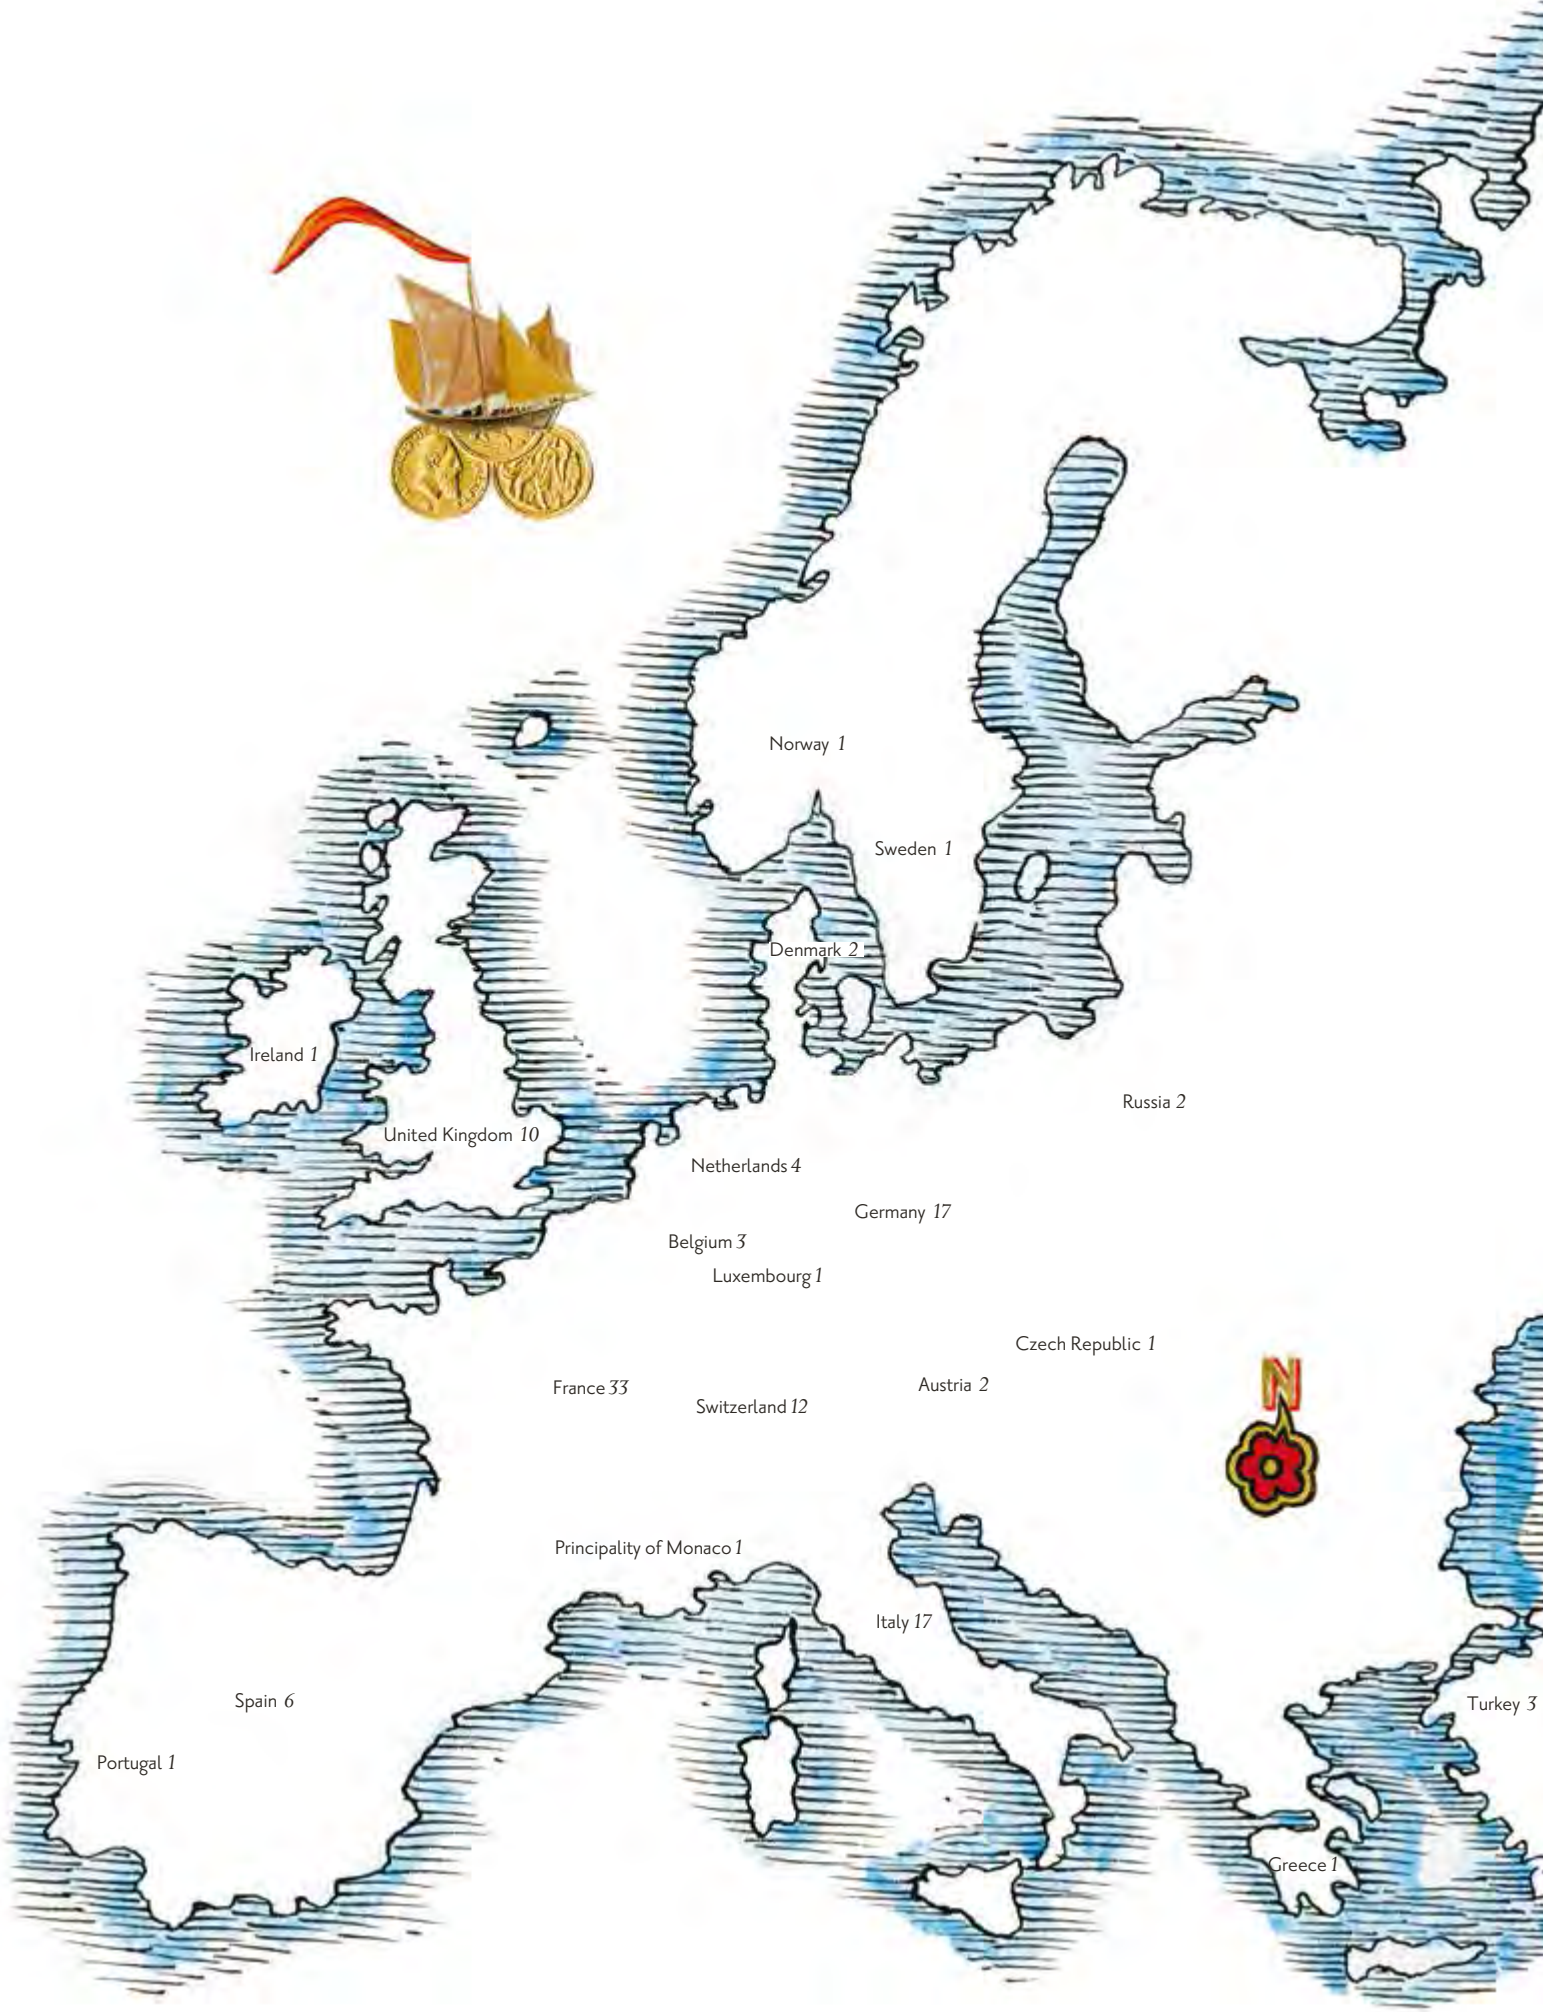 N
Norway 1
Sweden 1
Denmark 2
Ireland 1
Russia 2
United Kingdom 10
Netherlands 4
Germany 17
Belgium 3
Luxembourg 1
Czech Republic 1
France 33
Austria 2
Switzerland 12
Principality of Monaco 1
Italy 17
Spain 6
Turkey 3
Portugal 1
Greece 1